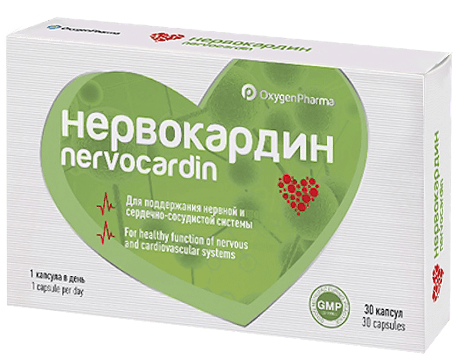 OxygenPharma
нервокардин
nervocardin
Для поддержания нервной и
сердечно-сосудистой системы
For healthy function of nervous
and cardiovascular systems
1 капсула в день
1 capsule per day
GMP
30 капсул
30 capsules
нервокардин
nervocardin